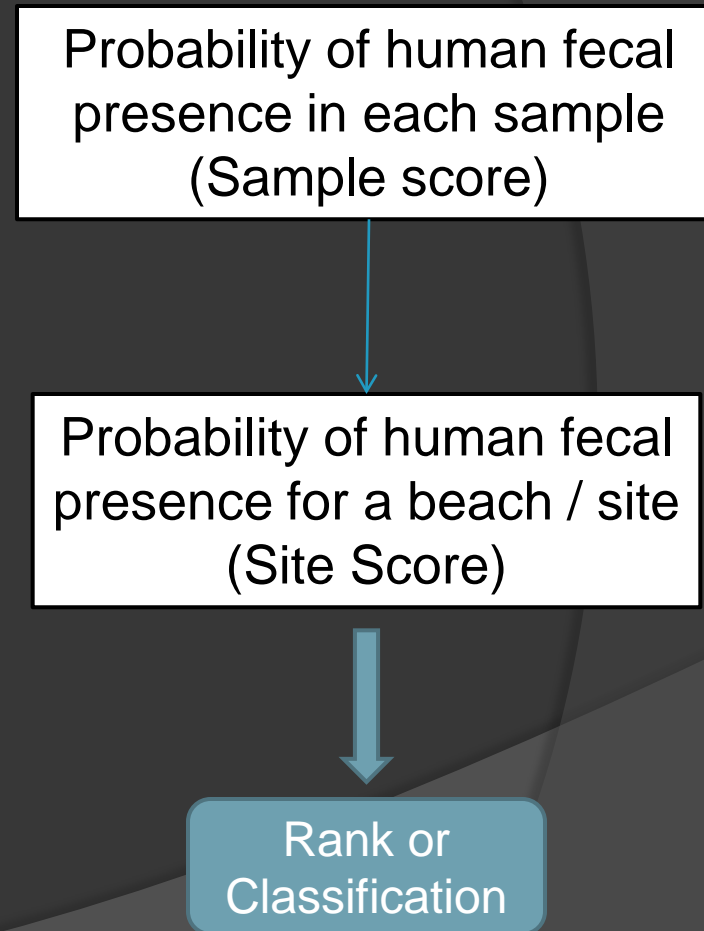 Probability of human fecal
presence in each sample
(Sample score)
Probability of human fecal
presence for a beach / site
(Site Score)
Rank or
Classification